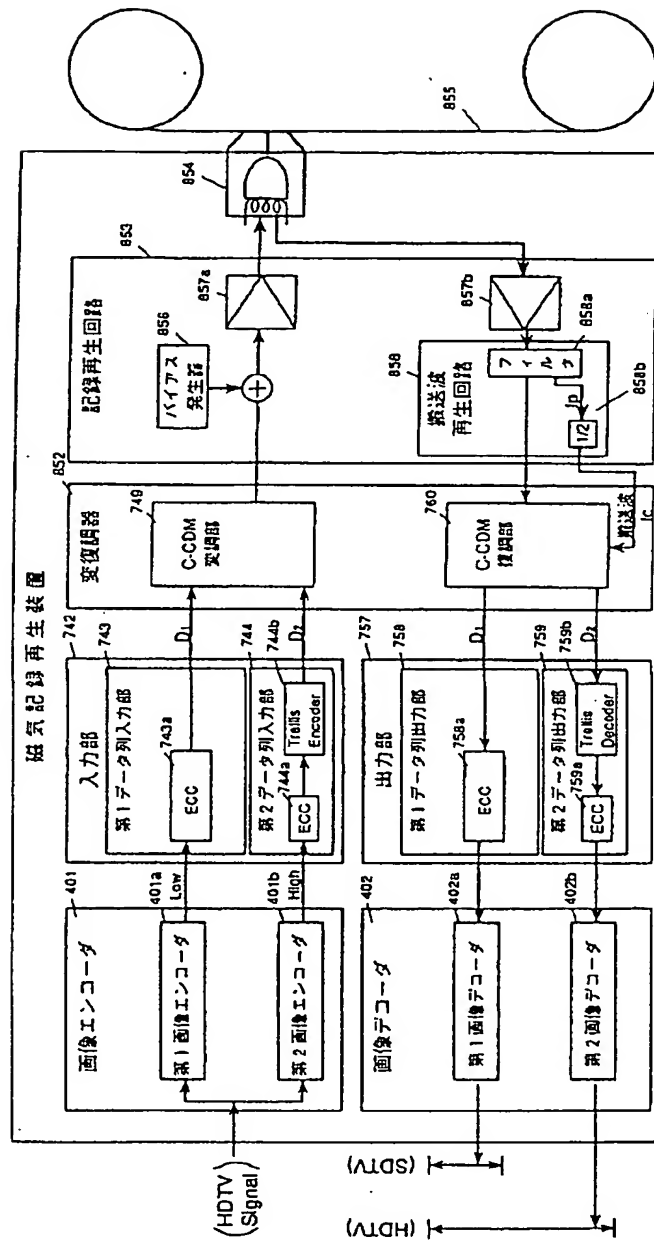 磁気記録再生装置
(HDTV Signal)
画像エンコーダ
401
401a
第1画像エンコーダ
401b
第2画像エンコーダ
Low
High
入力部
742
743
第1データ列入力部
743a
ECC
744
第2データ列入力部
744a
ECC
744b
Trellis Encoder
D1
D2
852
変復調器
749
C-CDM 変調部
853
記録再生回路
856
バイアス発生器
857a
854
855
857b
858
搬送波再生回路
フィルタ
858a
fp
1/2
858b
搬送波
fc
760
C-CDM 復調部
D1
D2
757
出力部
758
第1データ列出力部
758a
ECC
759
第2データ列出力部
759b
Trellis Decoder
759a
ECC
402
画像デコーダ
402a
第1画像デコーダ
402b
第2画像デコーダ
(SDTV)
(HDTV)